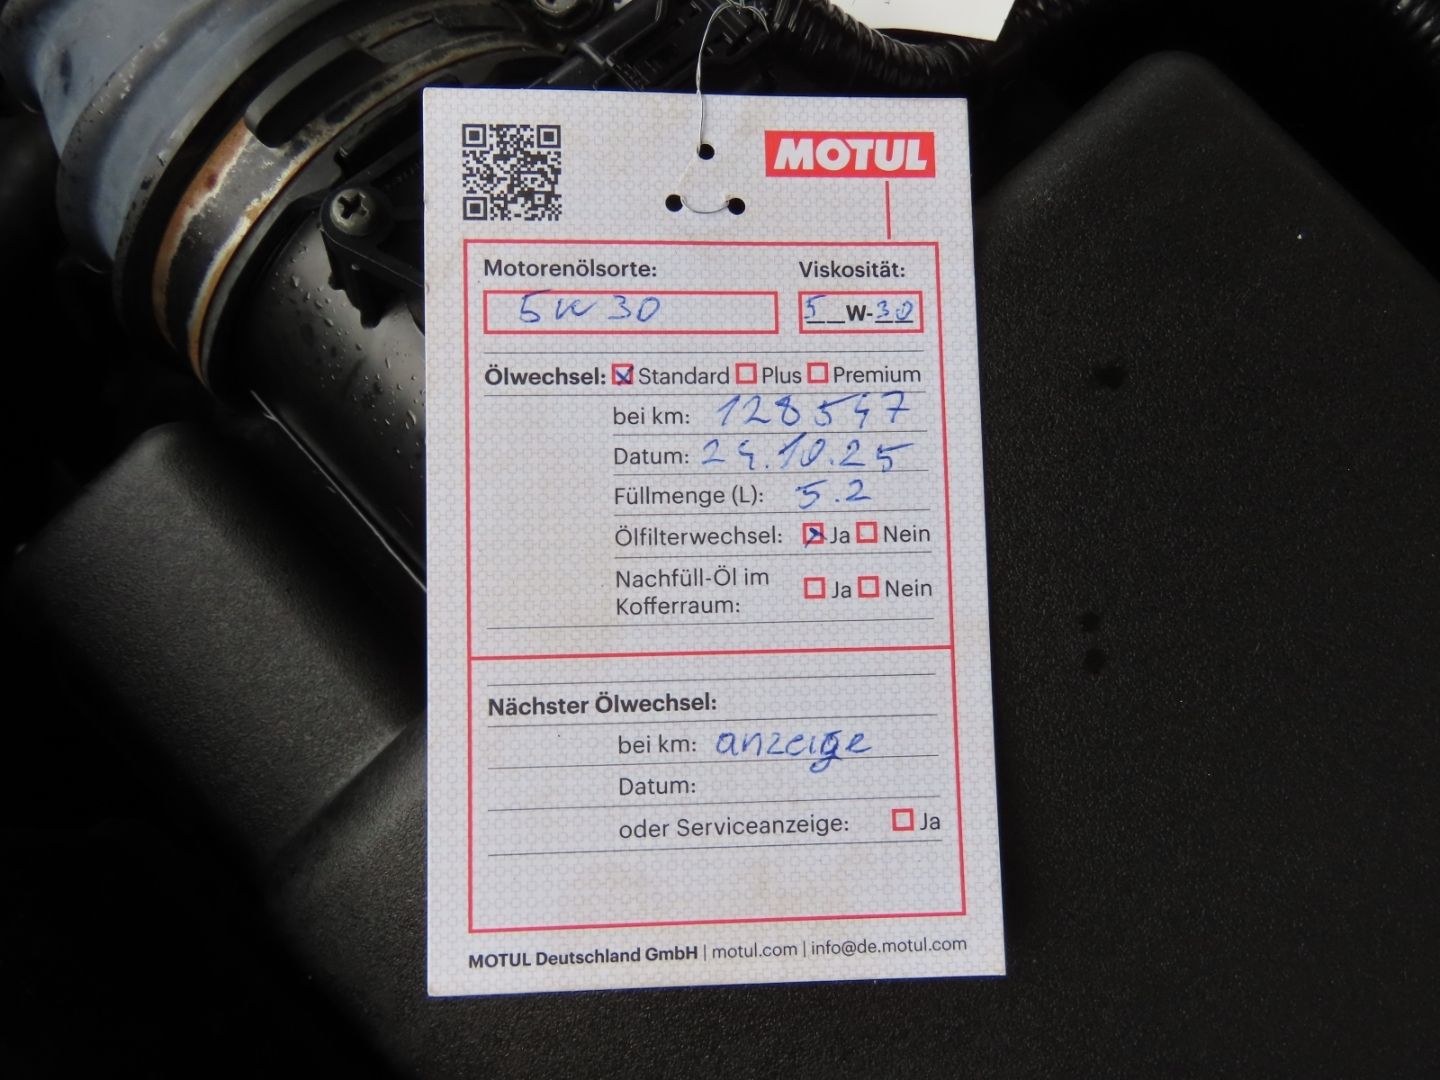 MOTUL
Motorenölsorte: Viskosität:
5W30 5 W-30
Ölwechsel: Standard Plus Premium
bei km: 128547
Datum: 24.10.25
Füllmenge (L): 5.2
Ölfilterwechsel: Ja Nein
Nachfüll-Öl im
Kofferraum: Ja Nein
Nächster Ölwechsel:
bei km: anzeige
Datum:
oder Serviceanzeige: Ja
MOTUL Deutschland GmbH | motul.com | info@de.motul.com